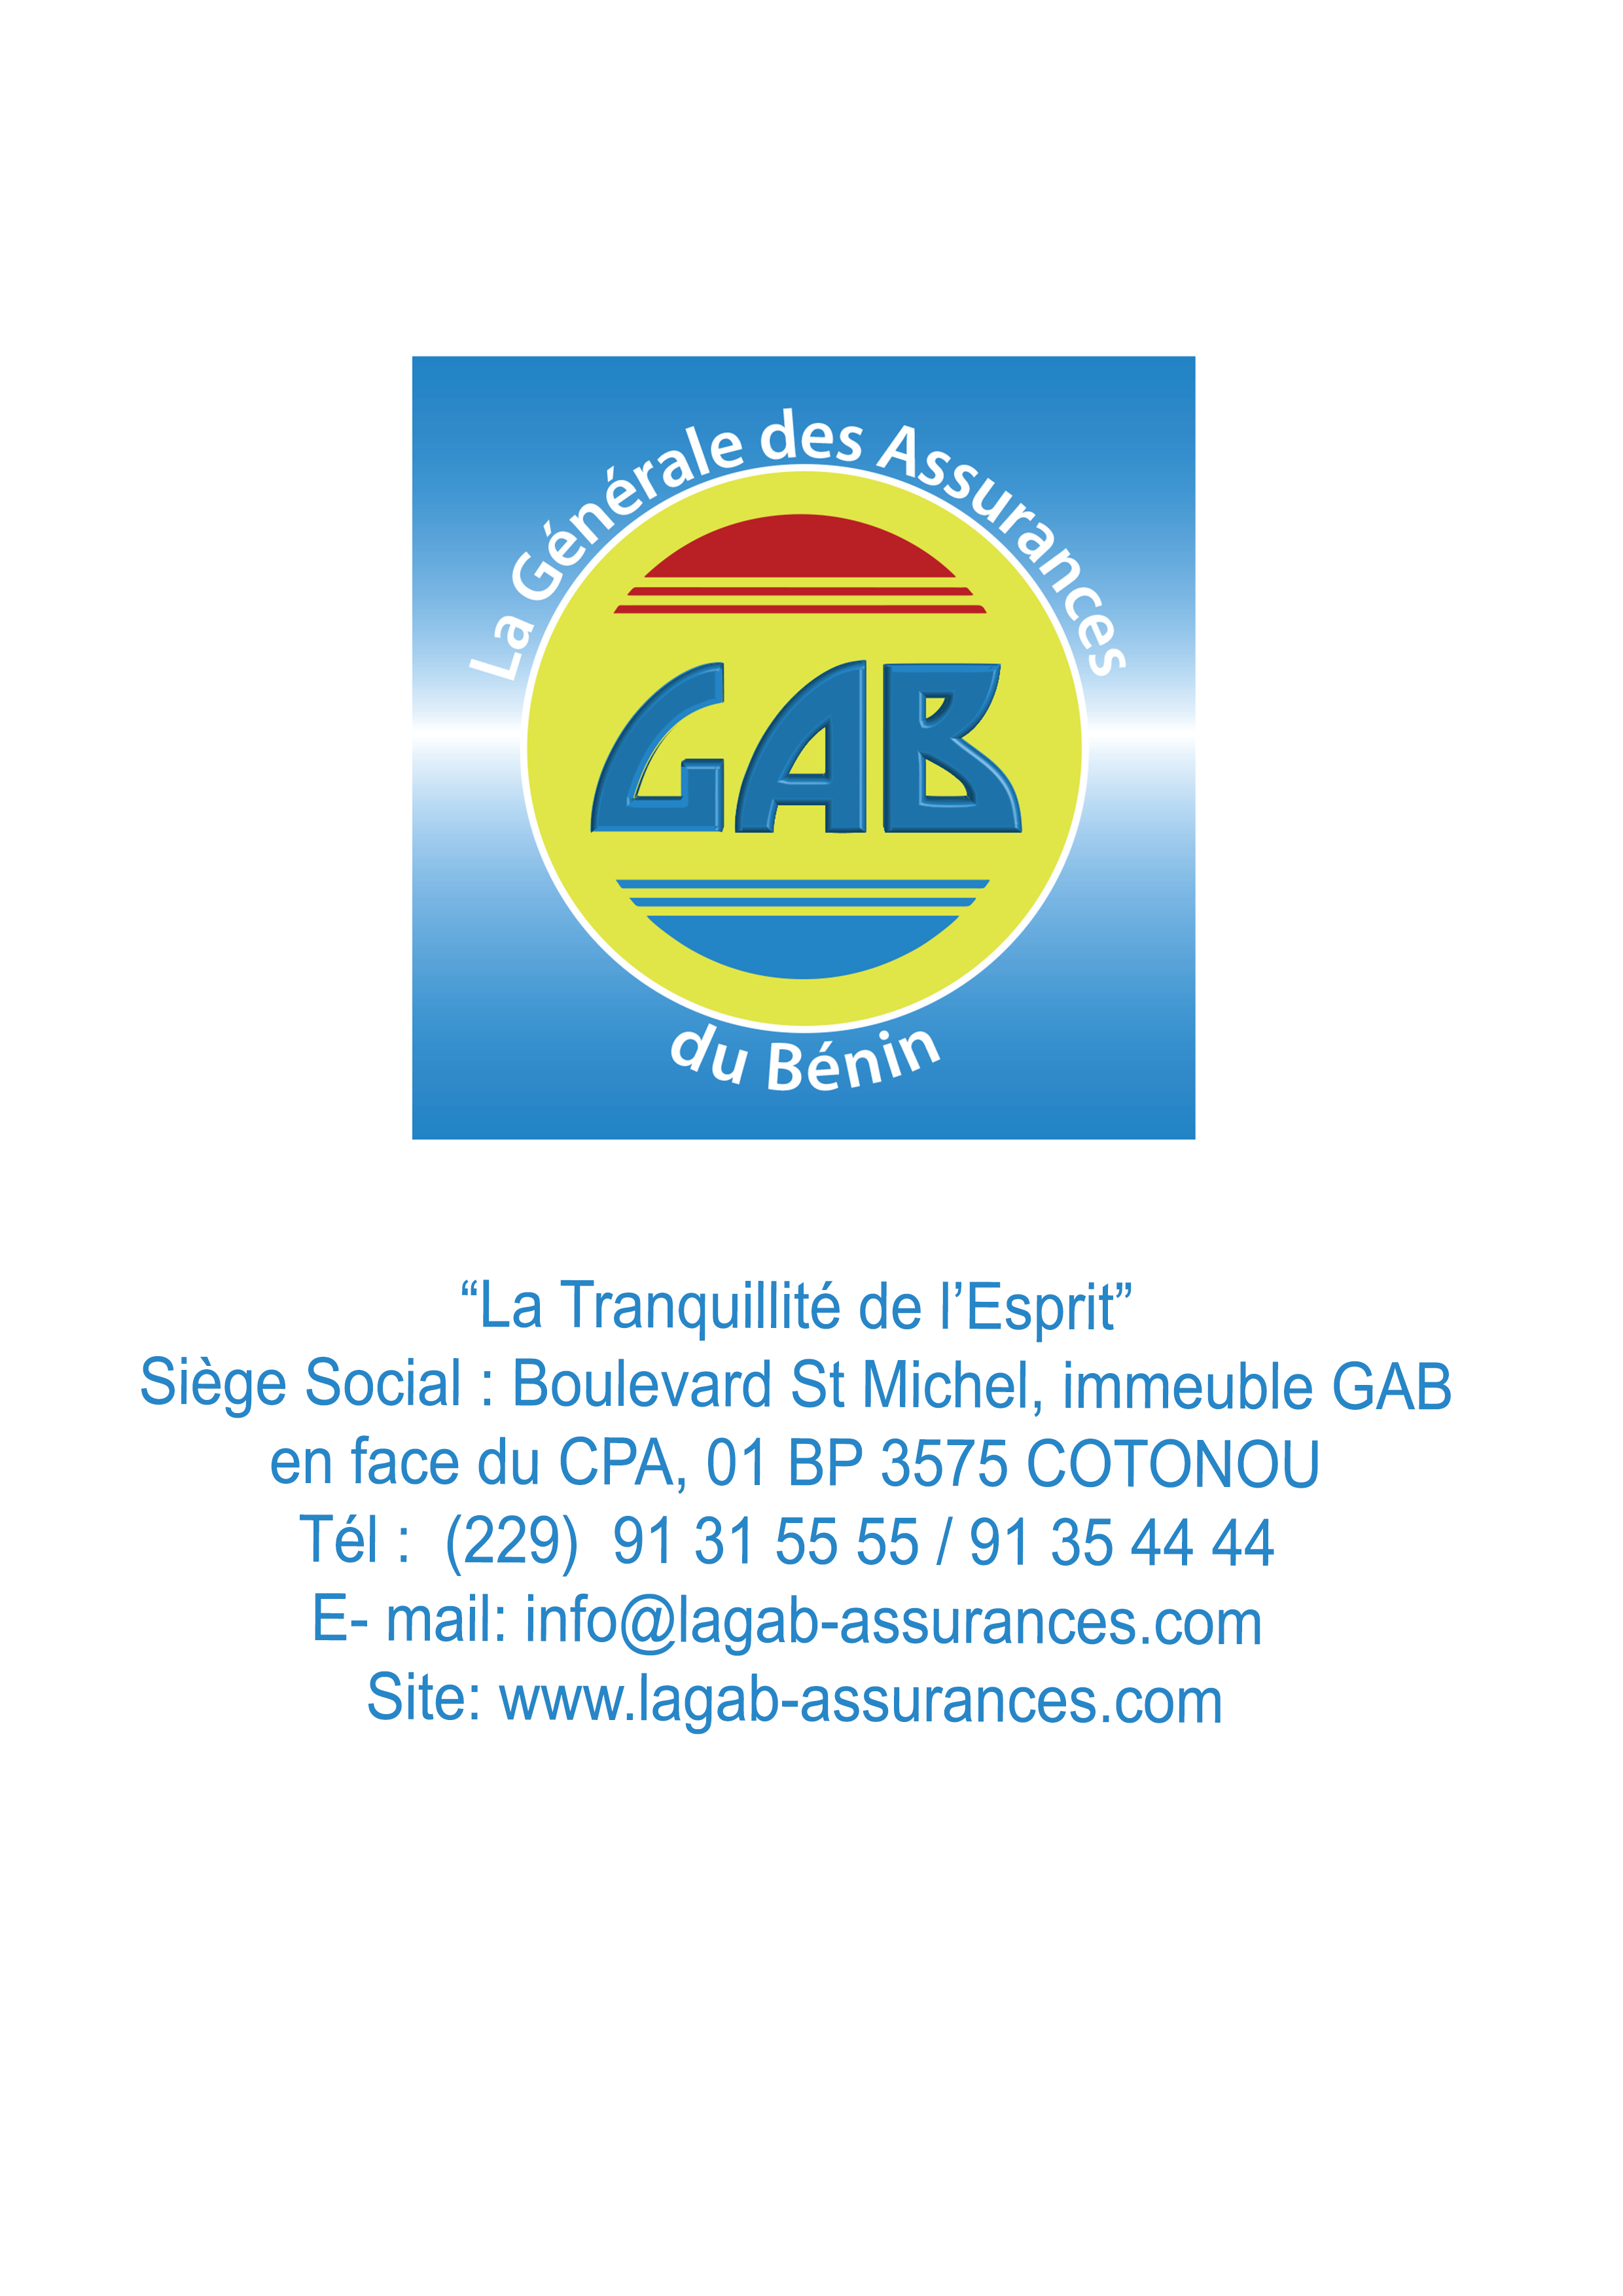 La Générale des Assurances
GAB
du Bénin
“La Tranquillité de l’Esprit”
Siège Social : Boulevard St Michel, immeuble GAB
en face du CPA, 01 BP 3575 COTONOU
Tél :  (229)  91 31 55 55 / 91 35 44 44
E- mail: info@lagab-assurances.com
Site: www.lagab-assurances.com